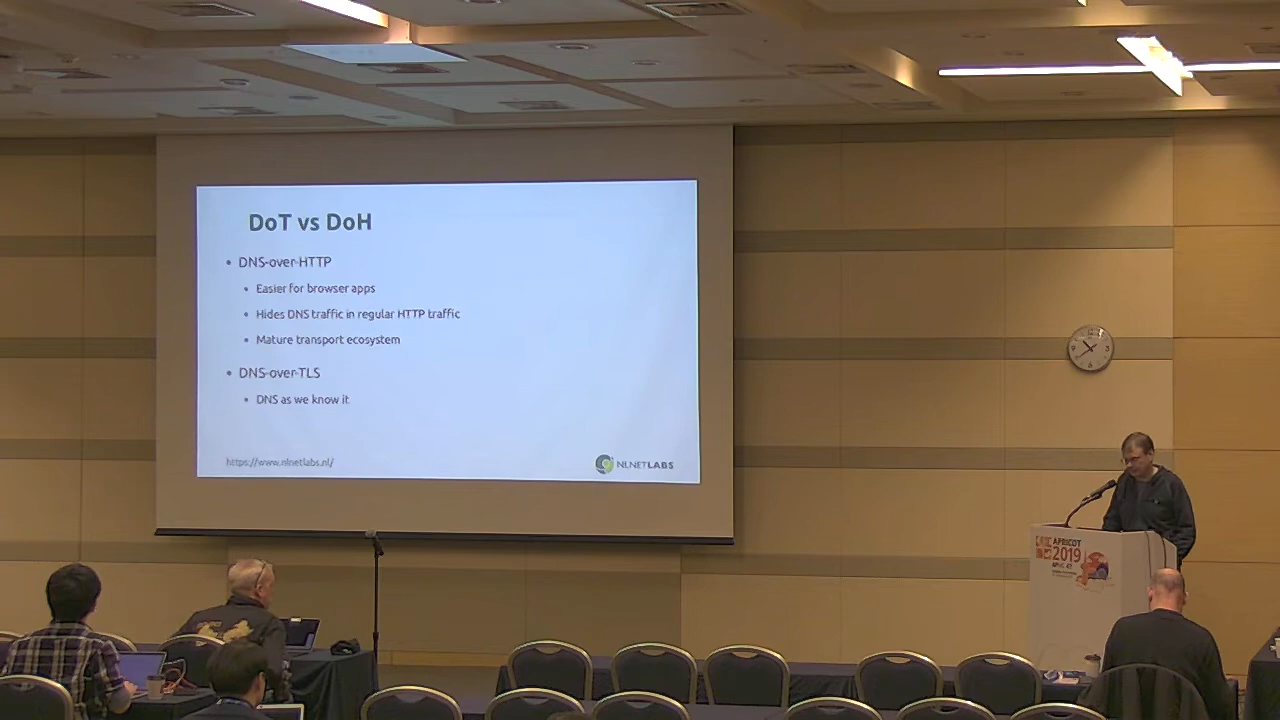 DoT vs DoH
DNS-over-HTTP
Easier for browser apps
Hides DNS traffic in regular HTTP traffic
Mature transport ecosystem
DNS-over-TLS
DNS as we know it
https://www.nlnetlabs.nl/
NLNETLABS
APRICOT
2019